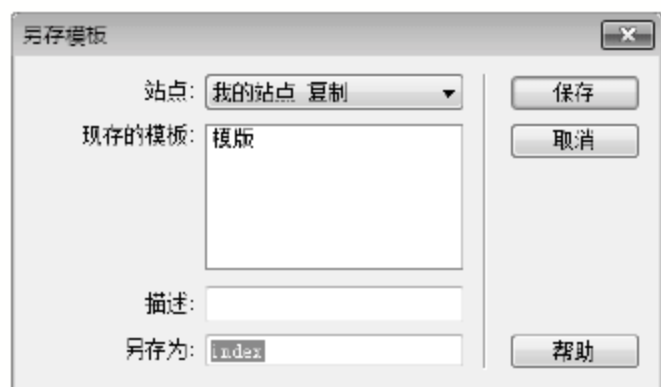 另存模板
站点: 我的站点 复制
保存
现存的模板: 模版
取消
描述:
另存为: index
帮助